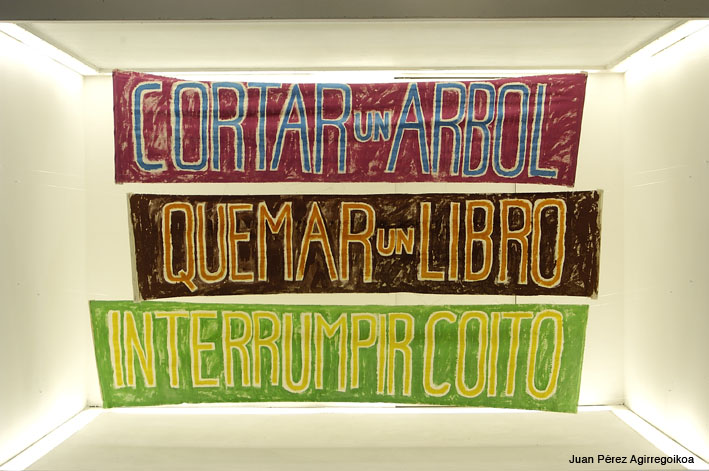 CORTAR UN ARBOL
QUEMAR UN LIBRO
INTERRUMPIR COITO
Juan Pérez Agirregoikoa